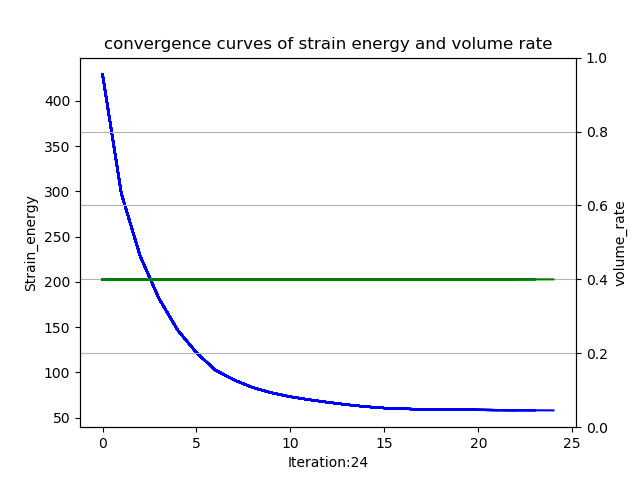 convergence curves of strain energy and volume rate
400
350
300
250
200
150
100
50
Strain_energy
1.0
0.8
0.6
0.4
0.2
0.0
volume_rate
0 5 10 15 20 25
Iteration:24